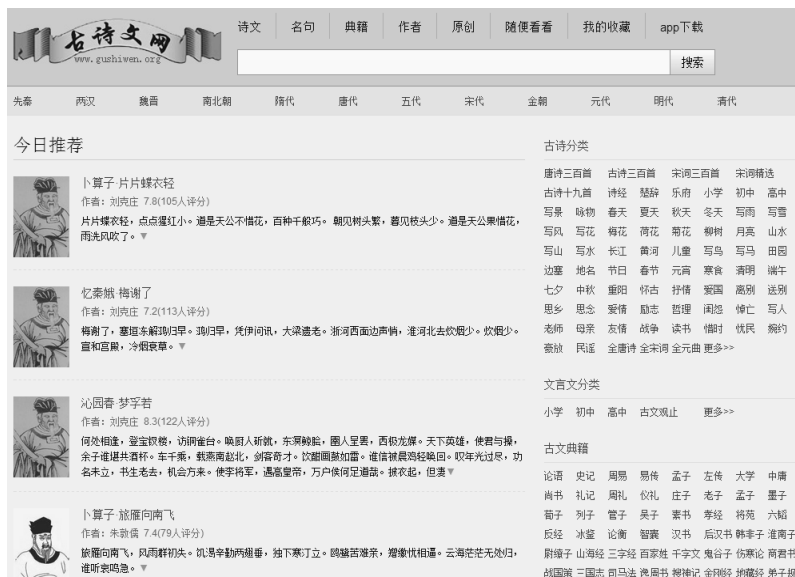 古诗文网
www.gushiwen.org
诗文 名句 典籍 作者 原创 随便看看 我的收藏 app下载
搜索
先秦 两汉 魏晋 南北朝 隋代 唐代 五代 宋代 金朝 元代 明代 清代
今日推荐
卜算子·片片蝶衣轻
作者：刘克庄 7.8(105人评分)
片片蝶衣轻，点点猩红小。道是天公不惜花，百种千般巧。 朝见树头繁，暮见枝头少。道是天公果惜花，
雨洗风吹了。▼
忆秦娥·梅谢了
作者：刘克庄 7.2(113人评分)
梅谢了，塞垣冻解鸿归早。鸿归早，凭伊问讯，大梁遗老。浙河西面边声悄，淮河北去炊烟少。炊烟少。
宣和宫殿，冷烟衰草。▼
沁园春·梦孚若
作者：刘克庄 8.3(122人评分)
何处相逢，登宝钗楼，访铜雀台。唤厨人斫就，东溟鲸脍，圉人呈罢，西极龙媒。天下英雄，使君与操，
余子谁堪共酒杯。车千乘，载燕南赵北，剑客奇才。饮酣画鼓如雷。谁信被晨鸡轻唤回。叹年光过尽，功
名未立，书生老去，机会方来。使李将军，遇高皇帝，万户侯何足道哉。披衣起，但凄▼
卜算子·旅雁向南飞
作者：朱敦儒 7.4(79人评分)
旅雁向南飞，风雨群初失。饥渴辛勤两翅垂，独下寒汀立。鸥鹭苦难亲，矰缴忧相逼。云海茫茫无处归，
谁听哀鸣急。▼
古诗分类
唐诗三百首 古诗三百首 宋词三百首 宋词精选
古诗十九首 诗经 楚辞 乐府 小学 初中 高中
写景 咏物 春天 夏天 秋天 冬天 写雨 写雪
写风 写花 梅花 荷花 菊花 柳树 月亮 山水
写山 写水 长江 黄河 儿童 写鸟 写马 田园
边塞 地名 节日 春节 元宵 寒食 清明 端午
七夕 中秋 重阳 怀古 抒情 爱国 离别 送别
思乡 思念 爱情 励志 哲理 闺怨 悼亡 写人
老师 母亲 友情 战争 读书 惜时 忧民 婉约
豪放 民谣 全唐诗 全宋词 全元曲 更多>>
文言文分类
小学 初中 高中 古文观止 更多>>
古文典籍
论语 史记 周易 易传 孟子 左传 大学 中庸
尚书 礼记 周礼 仪礼 庄子 老子 孟子 墨子
荀子 列子 管子 吴子 素书 孝经 将苑 六韬
反经 冰鉴 论衡 智囊 汉书 后汉书 韩非子 淮南子
尉缭子 山海经 三字经 百家姓 千字文 鬼谷子 伤寒论 商君书
战国策 三国志 司马法 逸周书 搜神记 金刚经 地藏经 弟子规